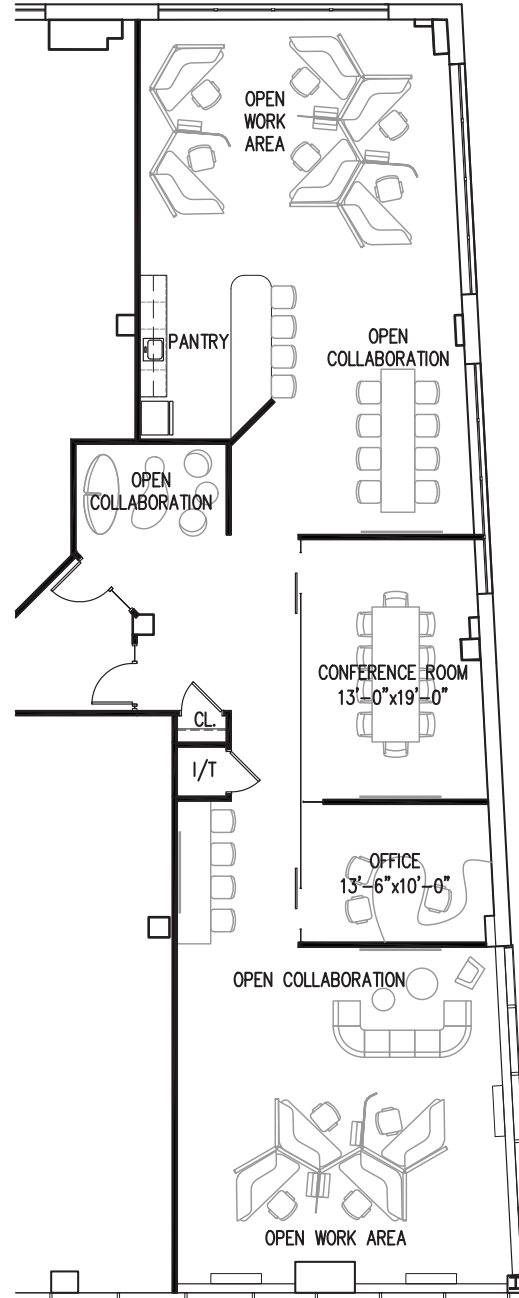 OPEN
WORK
AREA
PANTRY
OPEN
COLLABORATION
OPEN
COLLABORATION
CONFERENCE ROOM
13'-0"x19'-0"
CL.
I/T
OFFICE
13'-6"x10'-0"
OPEN COLLABORATION
OPEN WORK AREA